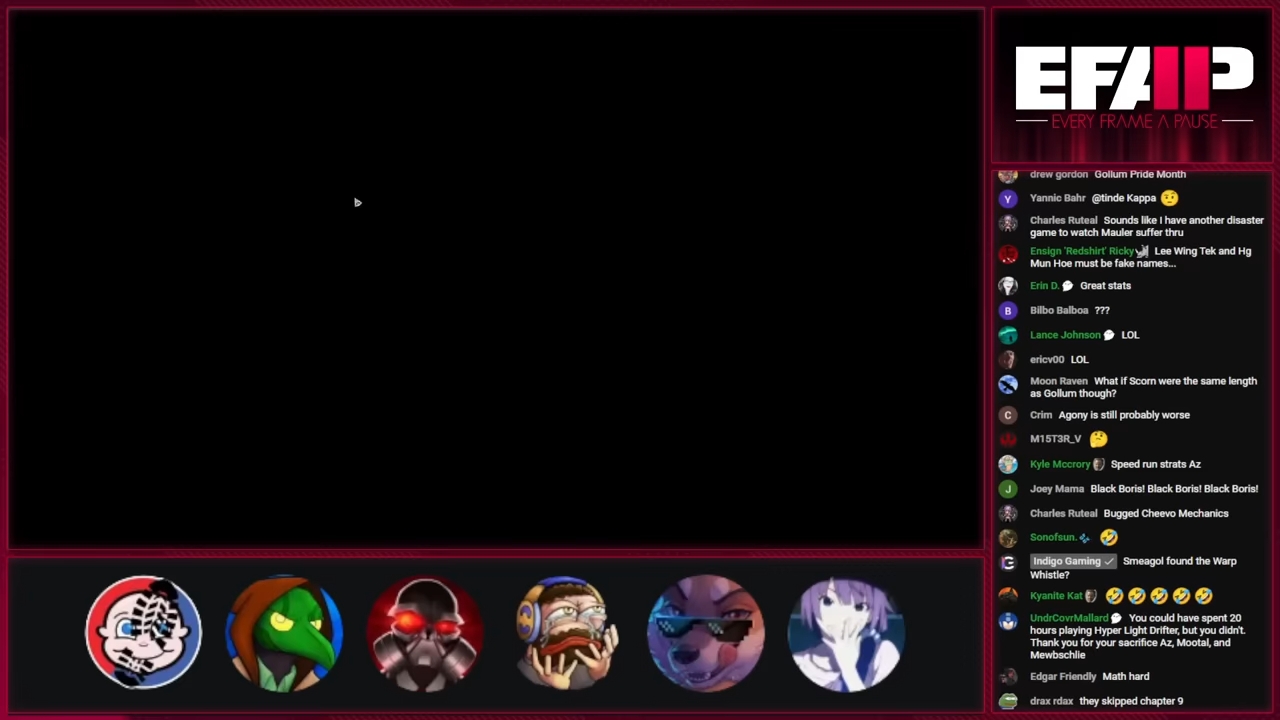 EFAP
EVERY FRAME A PAUSE
drew gordon Gollum Pride Month
Y Yannic Bahr @tinde Kappa 🤨
Charles Ruteal Sounds like I have another disaster
game to watch Mauler suffer thru
Ensign 'Redshirt' Ricky Lee Wing Tek and Hg
Mun Hoe must be fake names...
Erin D. Great stats
B Bilbo Balboa ???
Lance Johnson LOL
ericv00 LOL
Moon Raven What if Scorn were the same length
as Gollum though?
C Crim Agony is still probably worse
M15T3R_V 🤔
Kyle Mccrory Speed run strats Az
J Joey Mama Black Boris! Black Boris! Black Boris!
Charles Ruteal Bugged Cheevo Mechanics
Sonofsun. 🤣
Indigo Gaming ✓ Smeagol found the Warp
Whistle?
Kyanite Kat 🤣🤣🤣🤣🤣
UndrCovrMallard You could have spent 20
hours playing Hyper Light Drifter, but you didn't.
Thank you for your sacrifice Az, Mootal, and
Mewbschlie
Edgar Friendly Math hard
drax rdax they skipped chapter 9